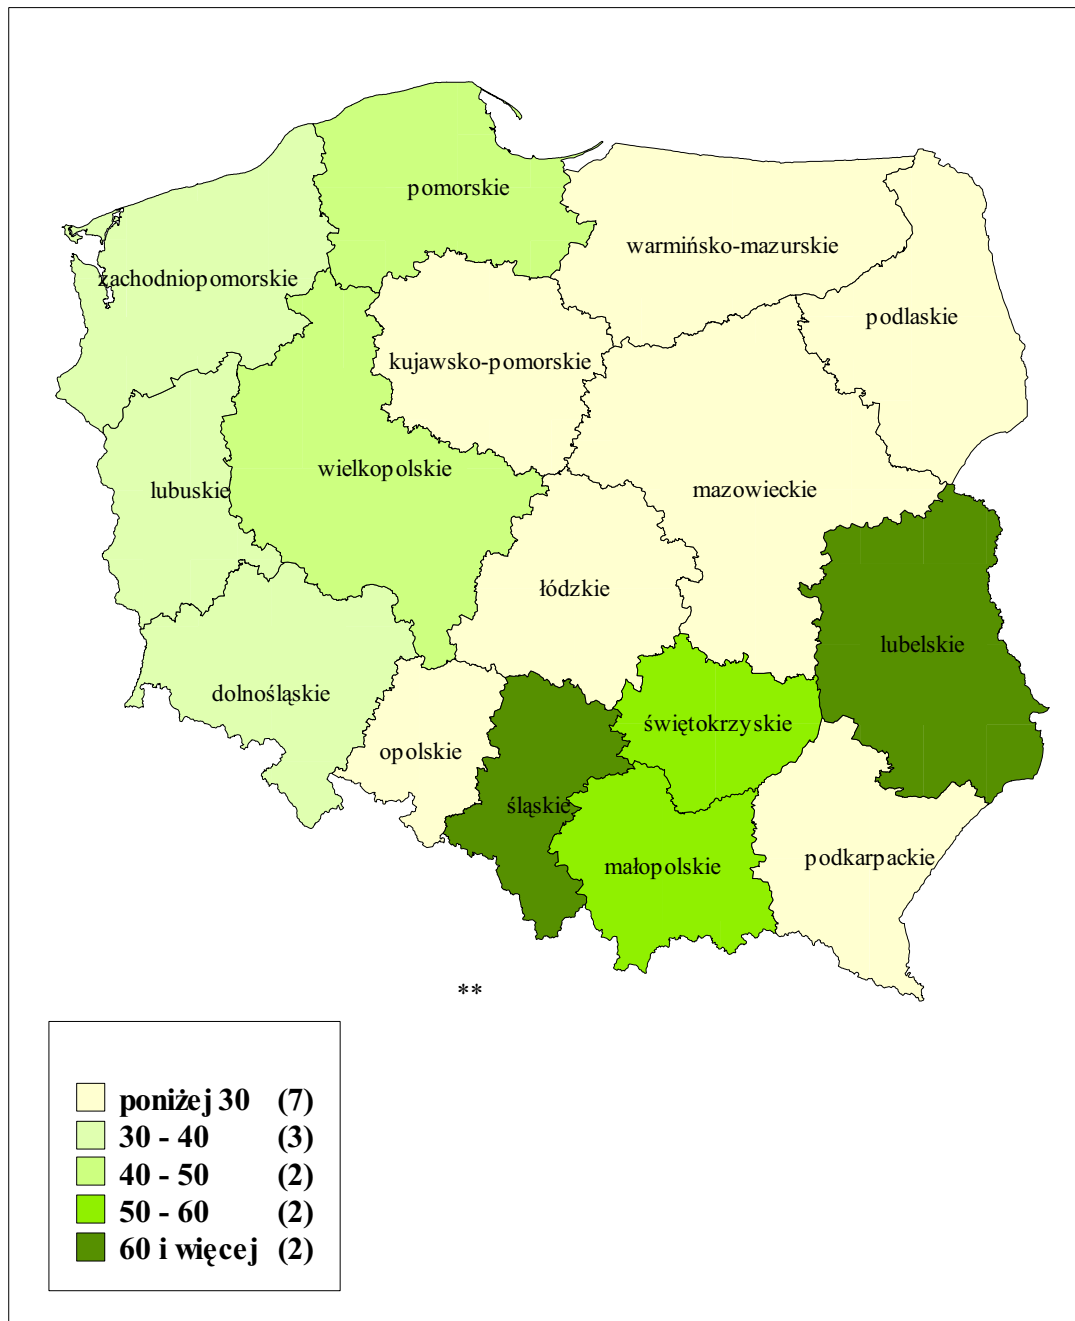 pomorskie
warmińsko-mazurskie
zachodniopomorskie
podlaskie
kujawsko-pomorskie
wielkopolskie
lubuskie
mazowieckie
łódzkie
lubelskie
dolnośląskie
świętokrzyskie
opolskie
śląskie
małopolskie
podkarpackie
**
poniżej 30 (7)
30 - 40 (3)
40 - 50 (2)
50 - 60 (2)
60 i więcej (2)